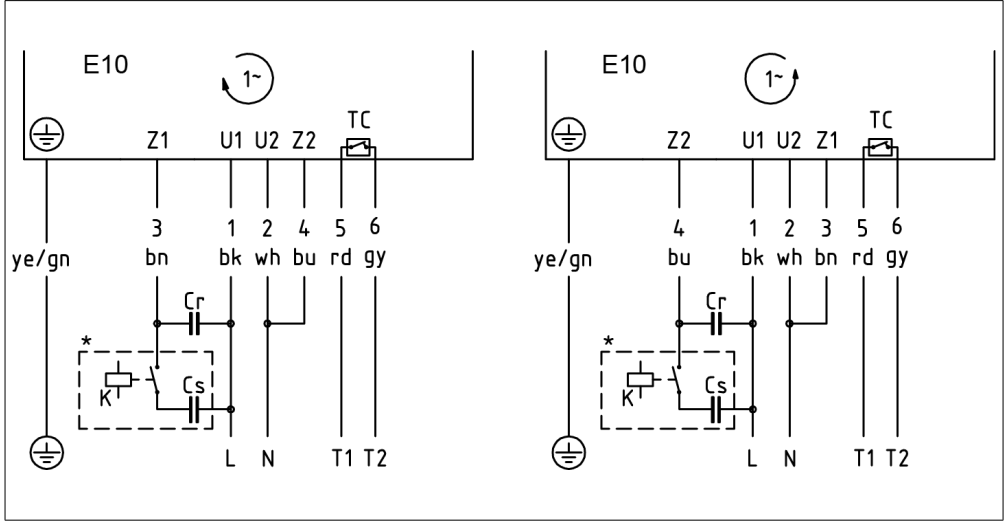 E10 1~
TC
Z1 U1 U2 Z2
3 1 2 4 5 6
ye/gn bn bk wh bu rd gy
Cr
*
K Cs
L N T1 T2
E10 1~
TC
Z2 U1 U2 Z1
4 1 2 3 5 6
ye/gn bu bk wh bn rd gy
Cr
*
K Cs
L N T1 T2